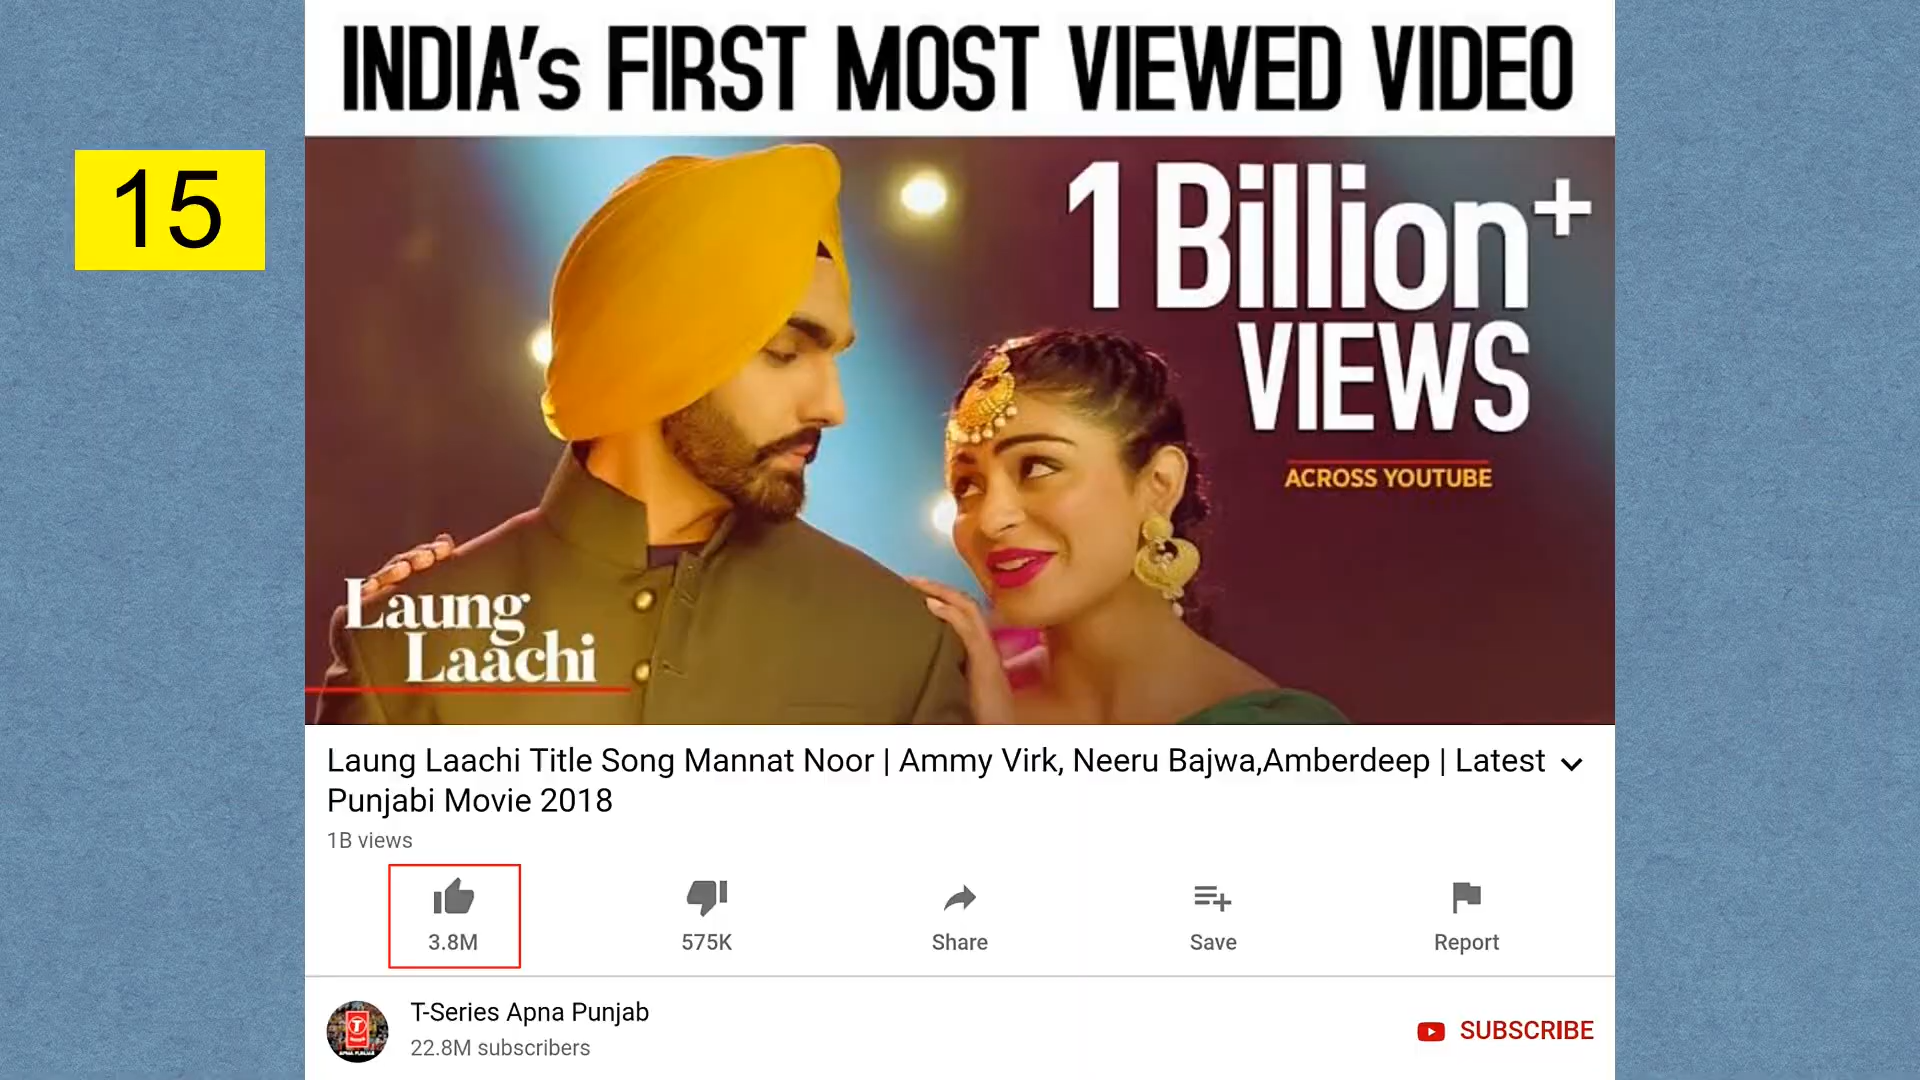 INDIA's FIRST MOST VIEWED VIDEO
15
1 Billion+
VIEWS
ACROSS YOUTUBE
Laung
Laachi
Laung Laachi Title Song Mannat Noor | Ammy Virk, Neeru Bajwa,Amberdeep | Latest
Punjabi Movie 2018
1B views
3.8M
575K
Share
Save
Report
T-Series Apna Punjab
22.8M subscribers
SUBSCRIBE
APNA PUNJAB